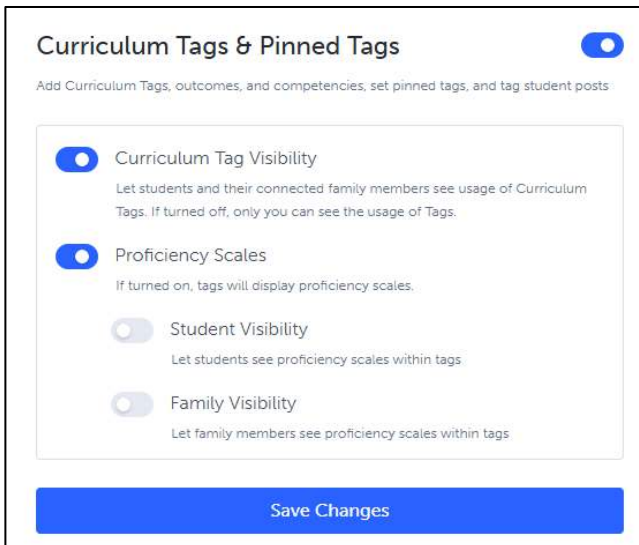 Curriculum Tags & Pinned Tags
Add Curriculum Tags, outcomes, and competencies, set pinned tags, and tag student posts
Curriculum Tag Visibility
Let students and their connected family members see usage of Curriculum
Tags. If turned off, only you can see the usage of Tags.
Proficiency Scales
If turned on, tags will display proficiency scales.
Student Visibility
Let students see proficiency scales within tags
Family Visibility
Let family members see proficiency scales within tags
Save Changes